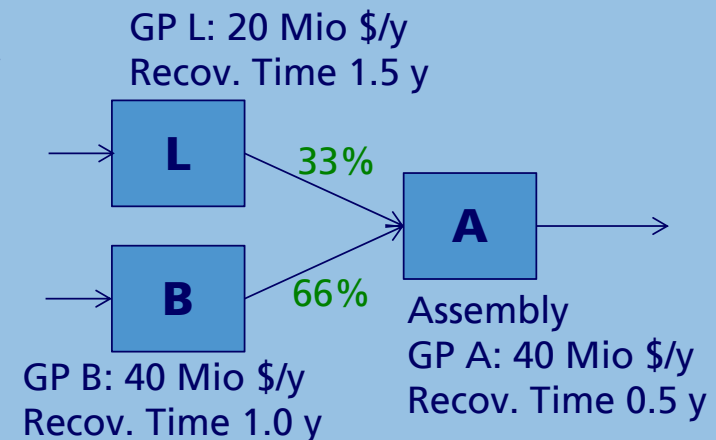 GP L: 20 Mio $/y
Recov. Time 1.5 y
L
33%
A
B
66%
Assembly
GP A: 40 Mio $/y
Recov. Time 0.5 y
GP B: 40 Mio $/y
Recov. Time 1.0 y